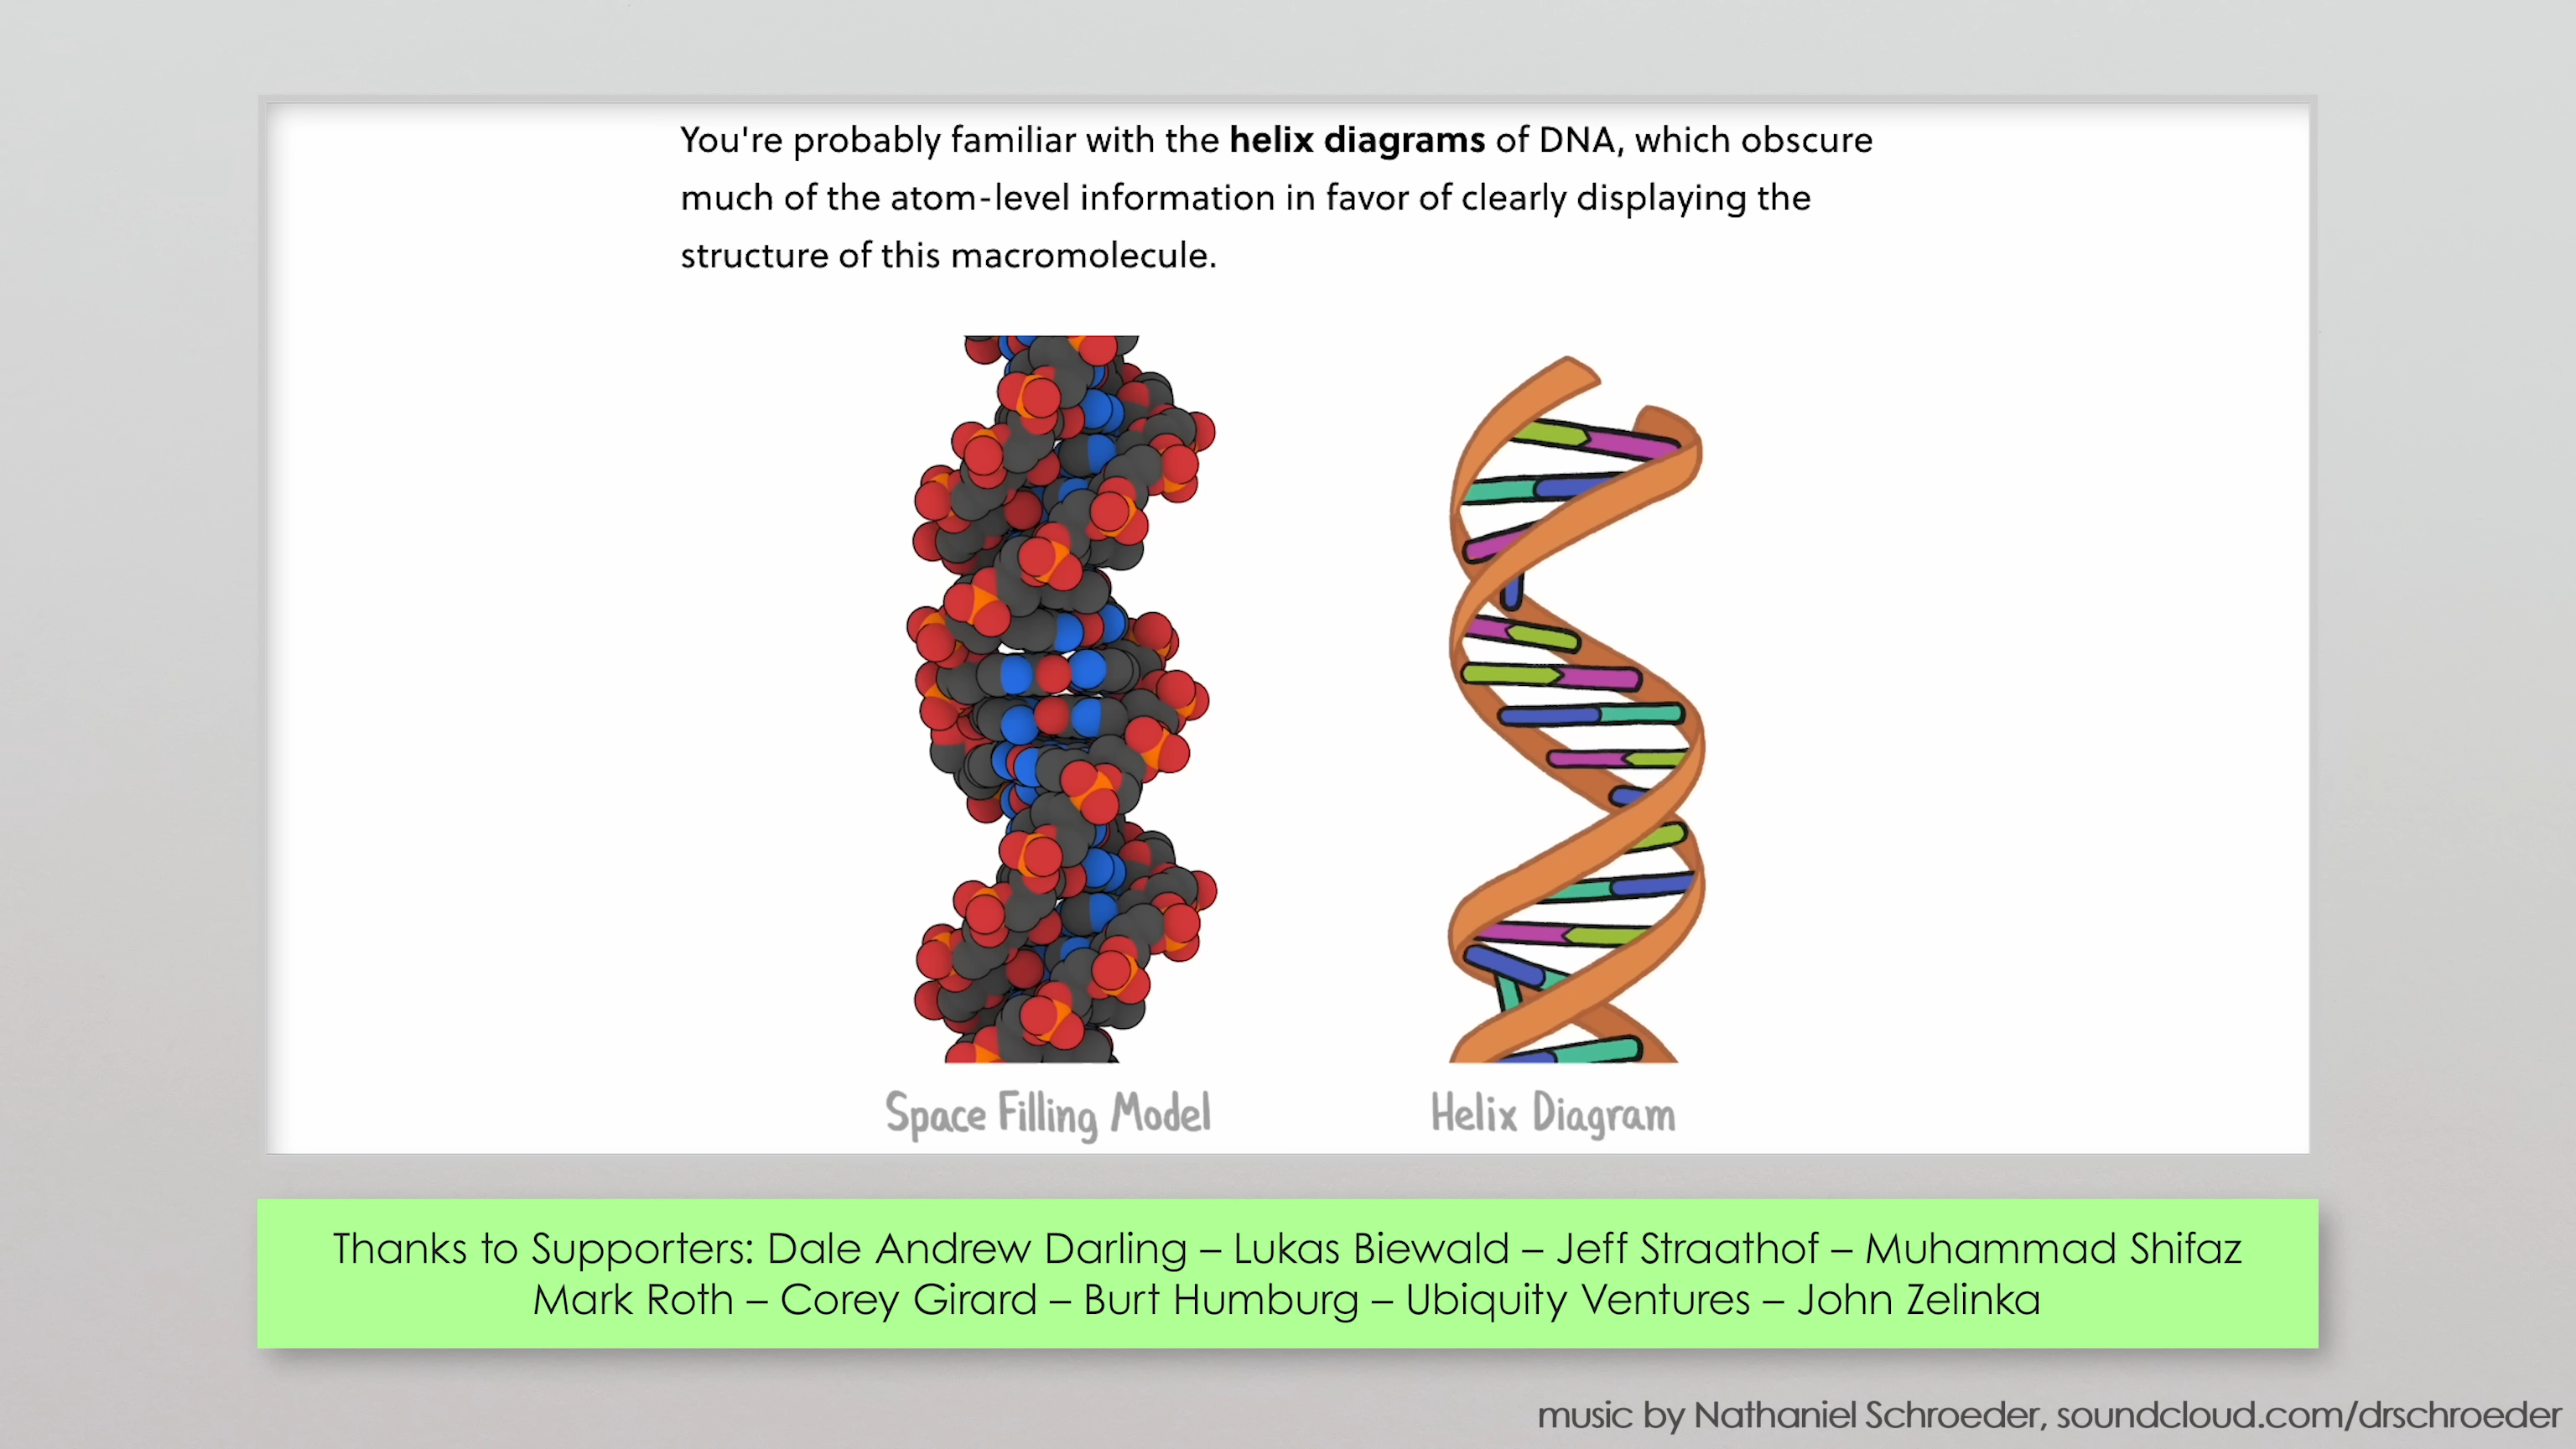 You're probably familiar with the helix diagrams of DNA, which obscure
much of the atom-level information in favor of clearly displaying the
structure of this macromolecule.
Space Filling Model
Helix Diagram
Thanks to Supporters: Dale Andrew Darling – Lukas Biewald – Jeff Straathof – Muhammad Shifaz
Mark Roth – Corey Girard – Burt Humburg – Ubiquity Ventures – John Zelinka
music by Nathaniel Schroeder, soundcloud.com/drschroeder